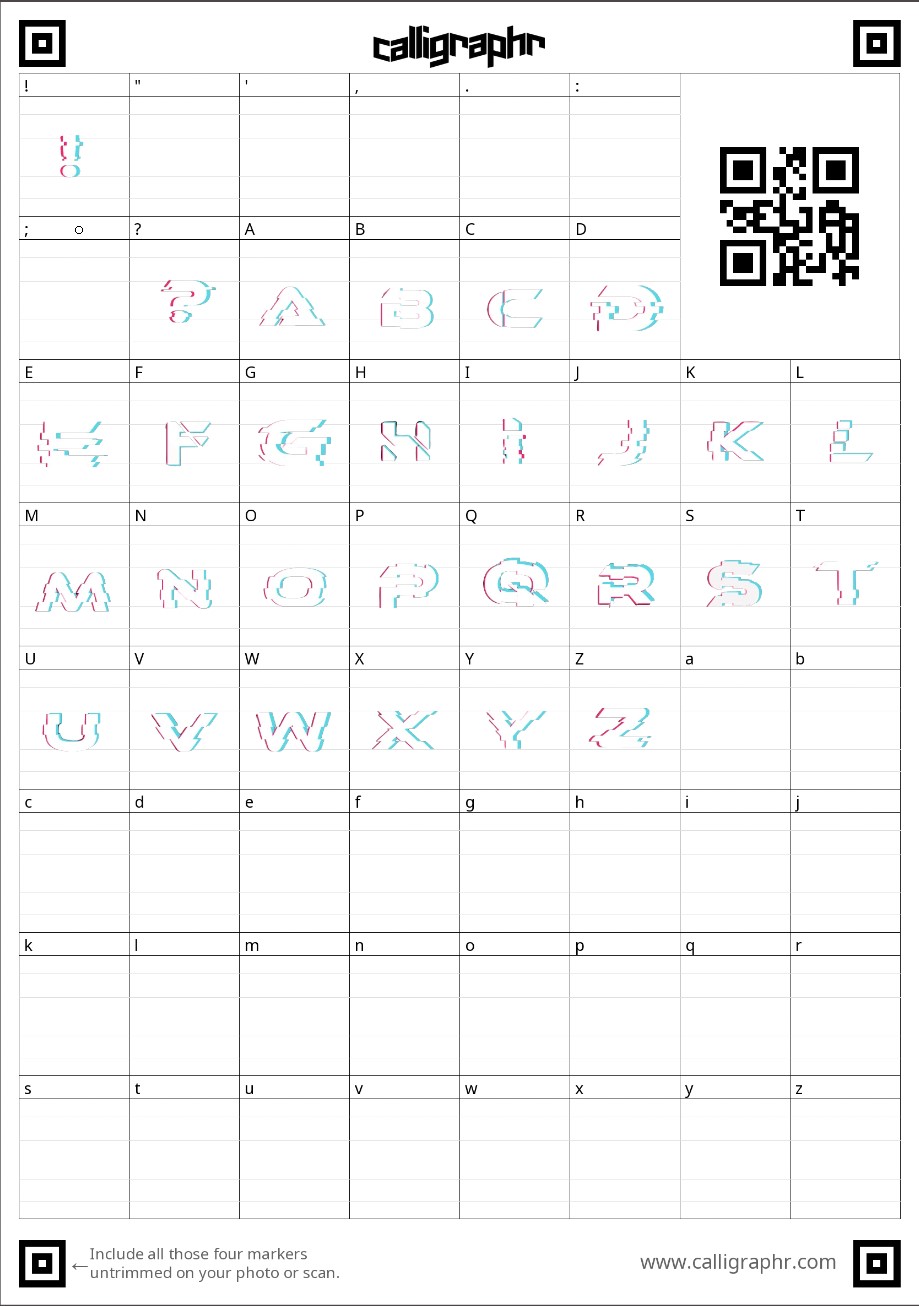 calligraphr
! " ' , . :
!
; ? A B C D
? A B C D
E F G H I J K L
E F G H I J K L
M N O P Q R S T
M N O P Q R S T
U V W X Y Z a b
U V W X Y Z
c d e f g h i j
k l m n o p q r
s t u v w x y z
←Include all those four markers
untrimmed on your photo or scan.
www.calligraphr.com